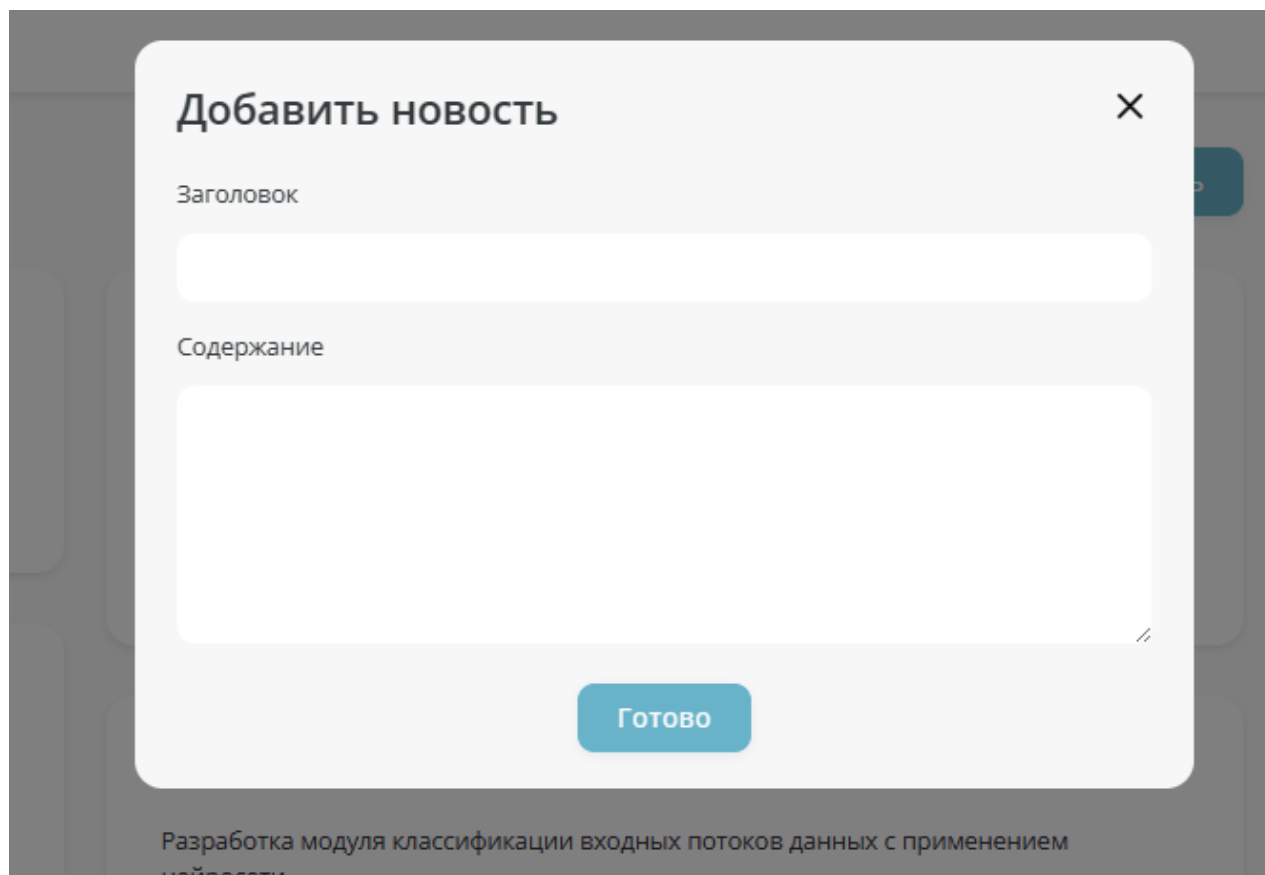 Добавить новость
Заголовок
Содержание
Готово
Разработка модуля классификации входных потоков данных с применением